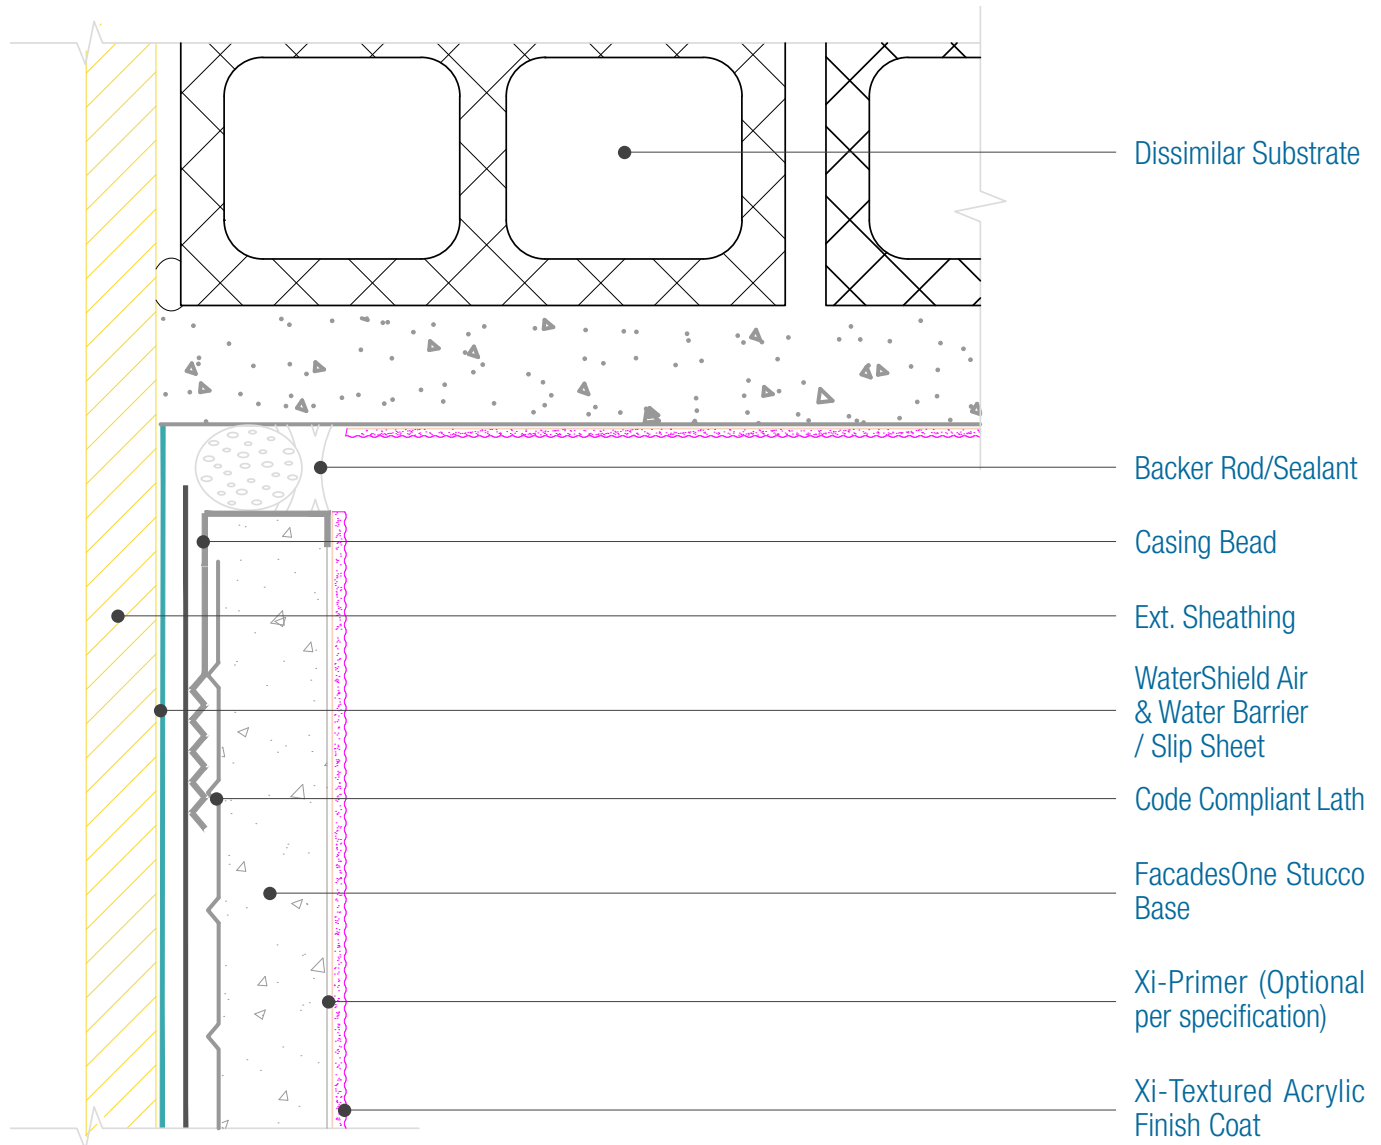 Dissimilar Substrate
Backer Rod/Sealant
Casing Bead
Ext. Sheathing
WaterShield Air
& Water Barrier
/ Slip Sheet
Code Compliant Lath
FacadesOne Stucco
Base
Xi-Primer (Optional
per specification)
Xi-Textured Acrylic
Finish Coat